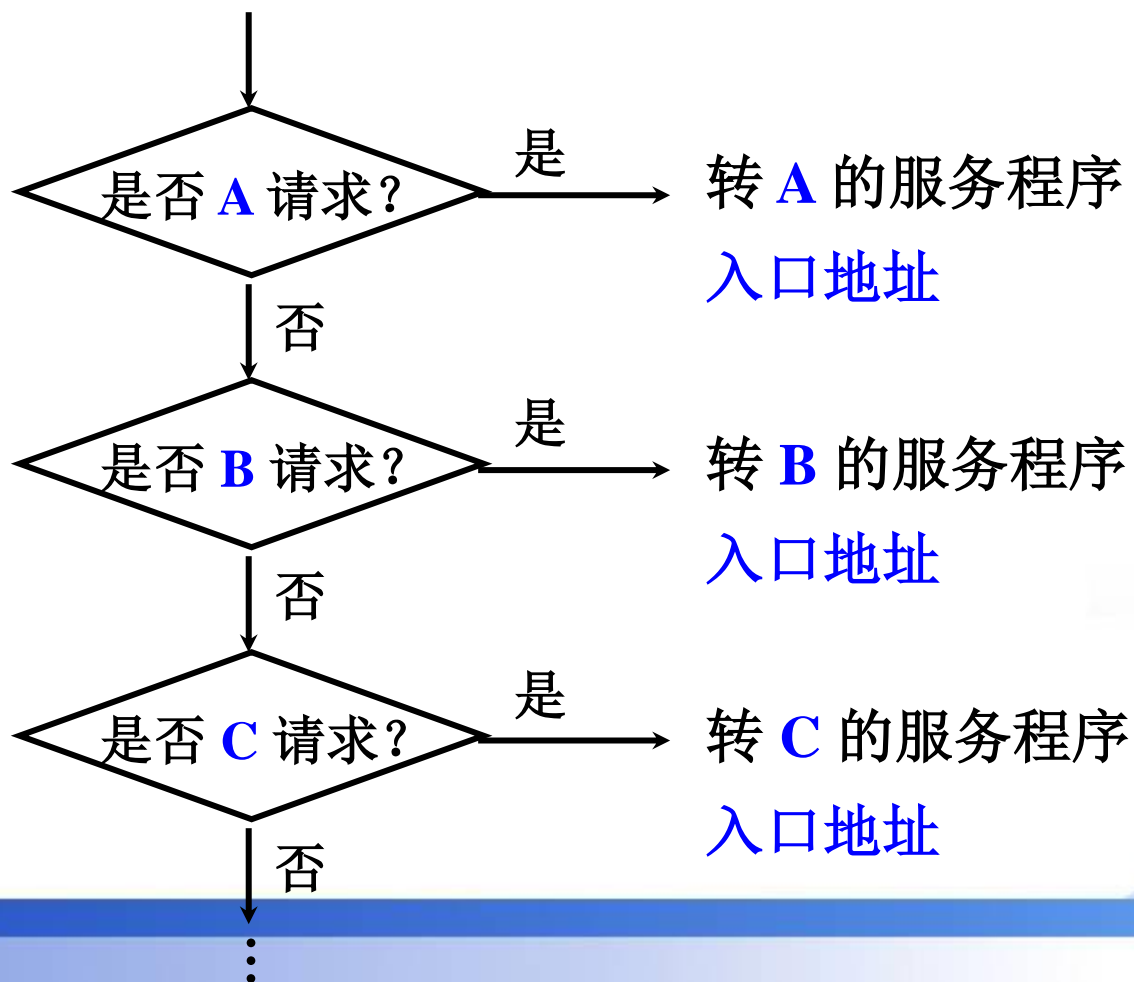 是否 A 请求？
是
转 A 的服务程序
入口地址
否
是否 B 请求？
是
转 B 的服务程序
入口地址
否
是否 C 请求？
是
转 C 的服务程序
入口地址
否
⋮